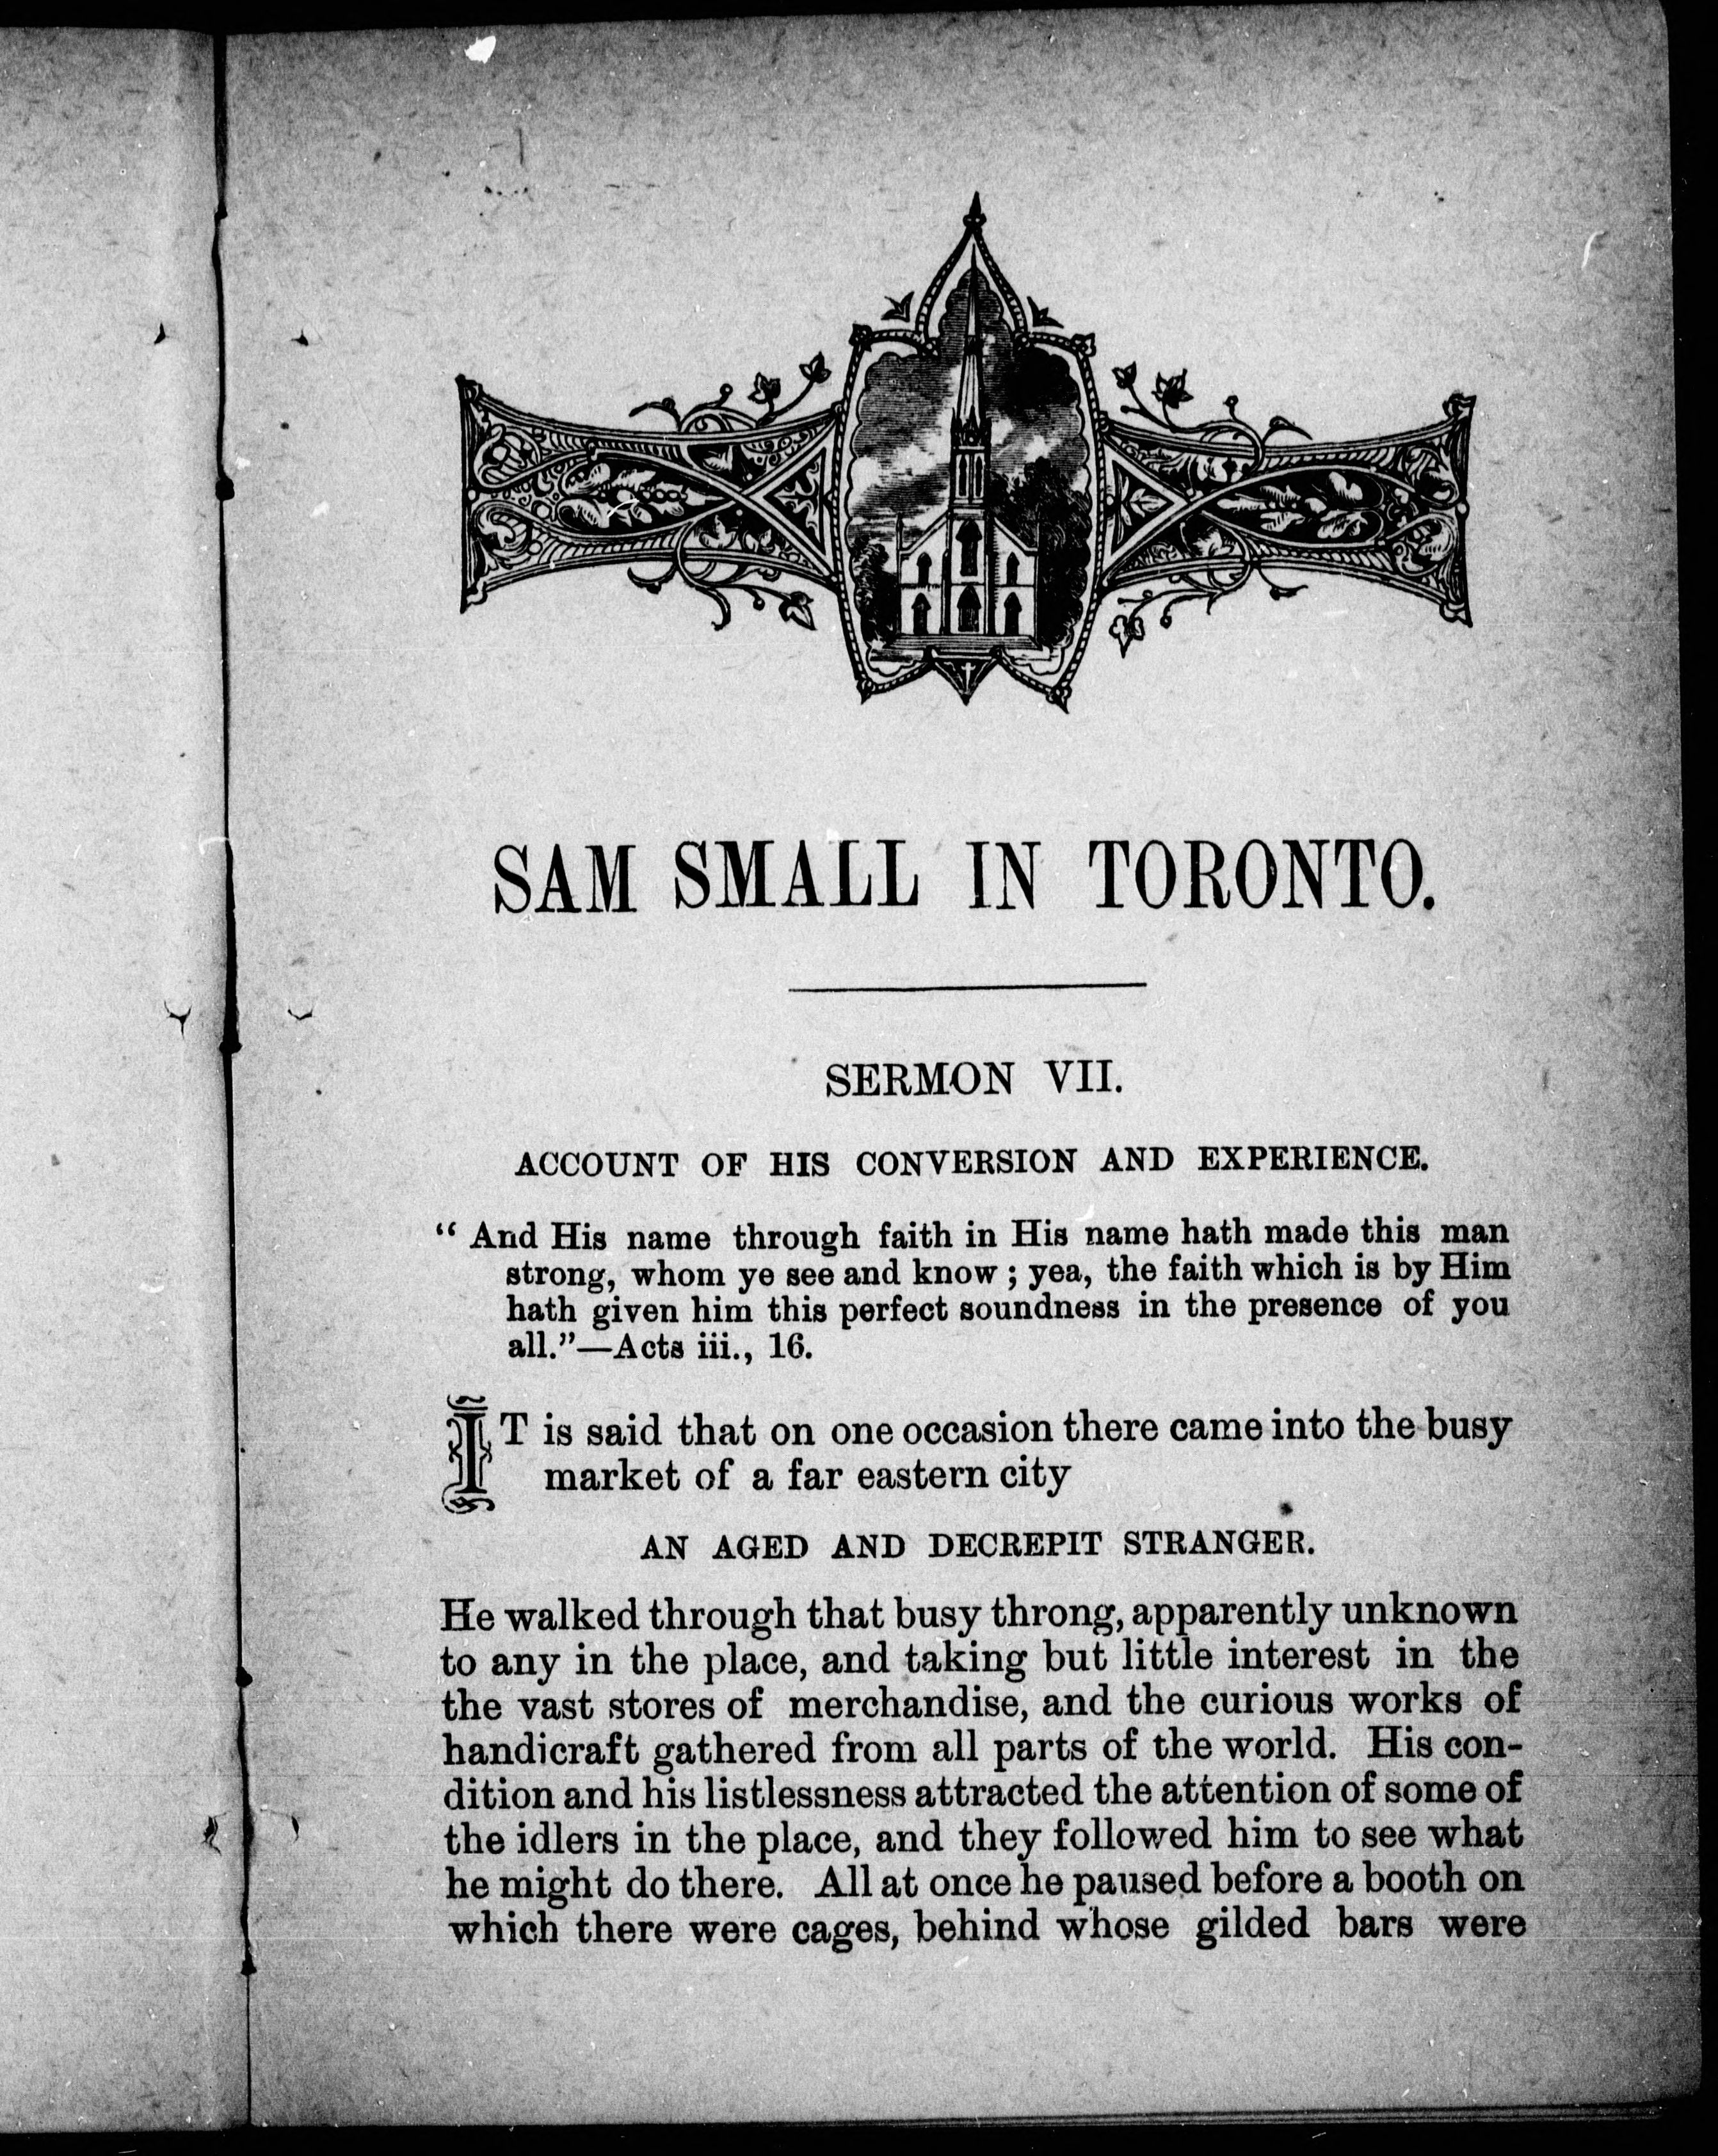 SAM SMALL IN TORONTO.
SERMON VII.
ACCOUNT OF HIS CONVERSION AND EXPERIENCE.
“ And His name through faith in His name hath made this man
strong, whom ye see and know ; yea, the faith which is by Him
hath given him this perfect soundness in the presence of you
all.”—Acts iii., 16.
IT is said that on one occasion there came into the busy
market of a far eastern city
AN AGED AND DECREPIT STRANGER.
He walked through that busy throng, apparently unknown
to any in the place, and taking but little interest in the
the vast stores of merchandise, and the curious works of
handicraft gathered from all parts of the world. His con-
dition and his listlessness attracted the attention of some of
the idlers in the place, and they followed him to see what
he might do there. All at once he paused before a booth on
which there were cages, behind whose gilded bars were